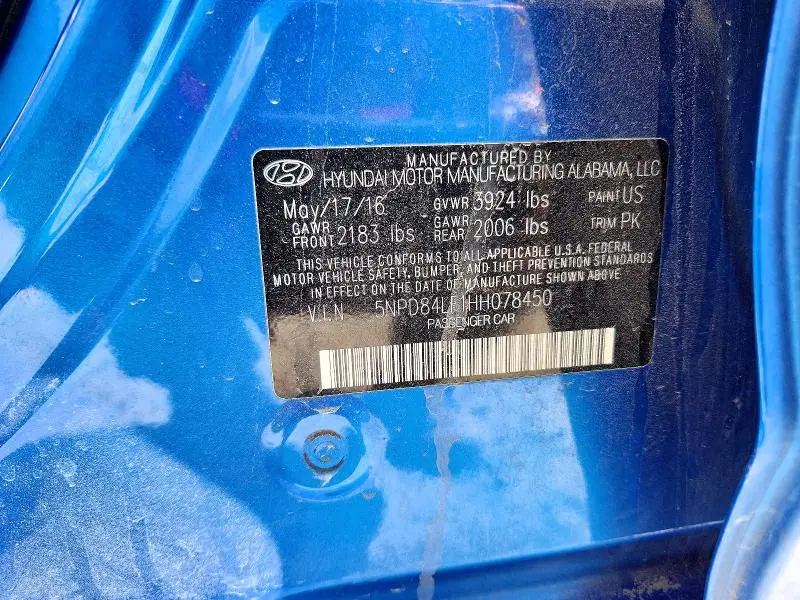 MANUFACTURED BY
HYUNDAI MOTOR MANUFACTURING ALABAMA, LLC
May/17/16 GVWR 3924 lbs PAINT US
GAWR FRONT 2183 lbs GAWR REAR 2006 lbs TRIM PK
THIS VEHICLE CONFORMS TO ALL APPLICABLE U.S.A. FEDERAL
MOTOR VEHICLE SAFETY, BUMPER, AND THEFT PREVENTION STANDARDS
IN EFFECT ON THE DATE OF MANUFACTURE SHOWN ABOVE
V.I.N. 5NPD84LF1HH078450
PASSENGER CAR